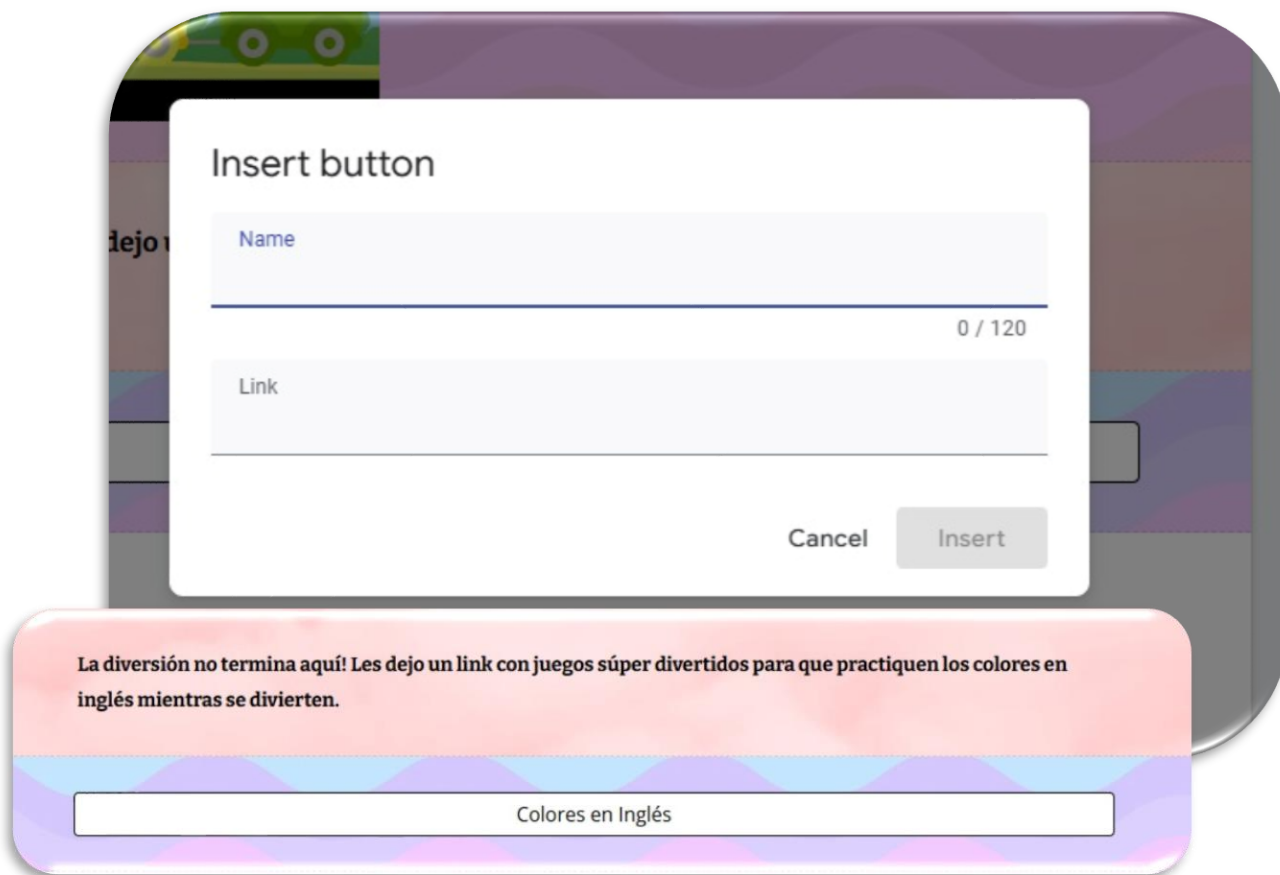 Insert button
dejo
Name
0 / 120
Link
Cancel Insert
La diversión no termina aquí! Les dejo un link con juegos súper divertidos para que practiquen los colores en
inglés mientras se divierten.
Colores en Inglés